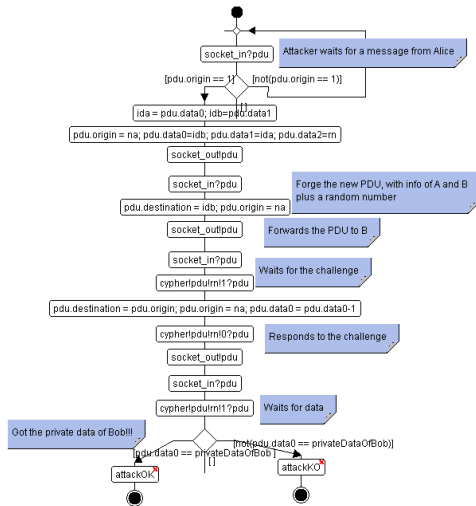 socket_in?pdu
Attacker waits for a message from Alice
[pdu.origin == 1]
[not(pdu.origin == 1)]
[ ]
ida = pdu.data0; idb=pdu.data1
pdu.origin = na; pdu.data0=idb; pdu.data1=ida; pdu.data2=rn
socket_out!pdu
socket_in?pdu
Forge the new PDU, with info of A and B
plus a random number
pdu.destination = idb; pdu.origin = na
socket_out!pdu
Forwards the PDU to B
socket_in?pdu
Waits for the challenge
cypher!pdu!rn!1?pdu
pdu.destination = pdu.origin; pdu.origin = na; pdu.data0 = pdu.data0-1
cypher!pdu!rn!0?pdu
Responds to the challenge
socket_out!pdu
socket_in?pdu
cypher!pdu!rn!1?pdu
Waits for data
Got the private data of Bob!!!
[not(pdu.data0 == privateDataOfBob)]
[pdu.data0 == privateDataOfBob ]
[ ]
attackOK
attackKO